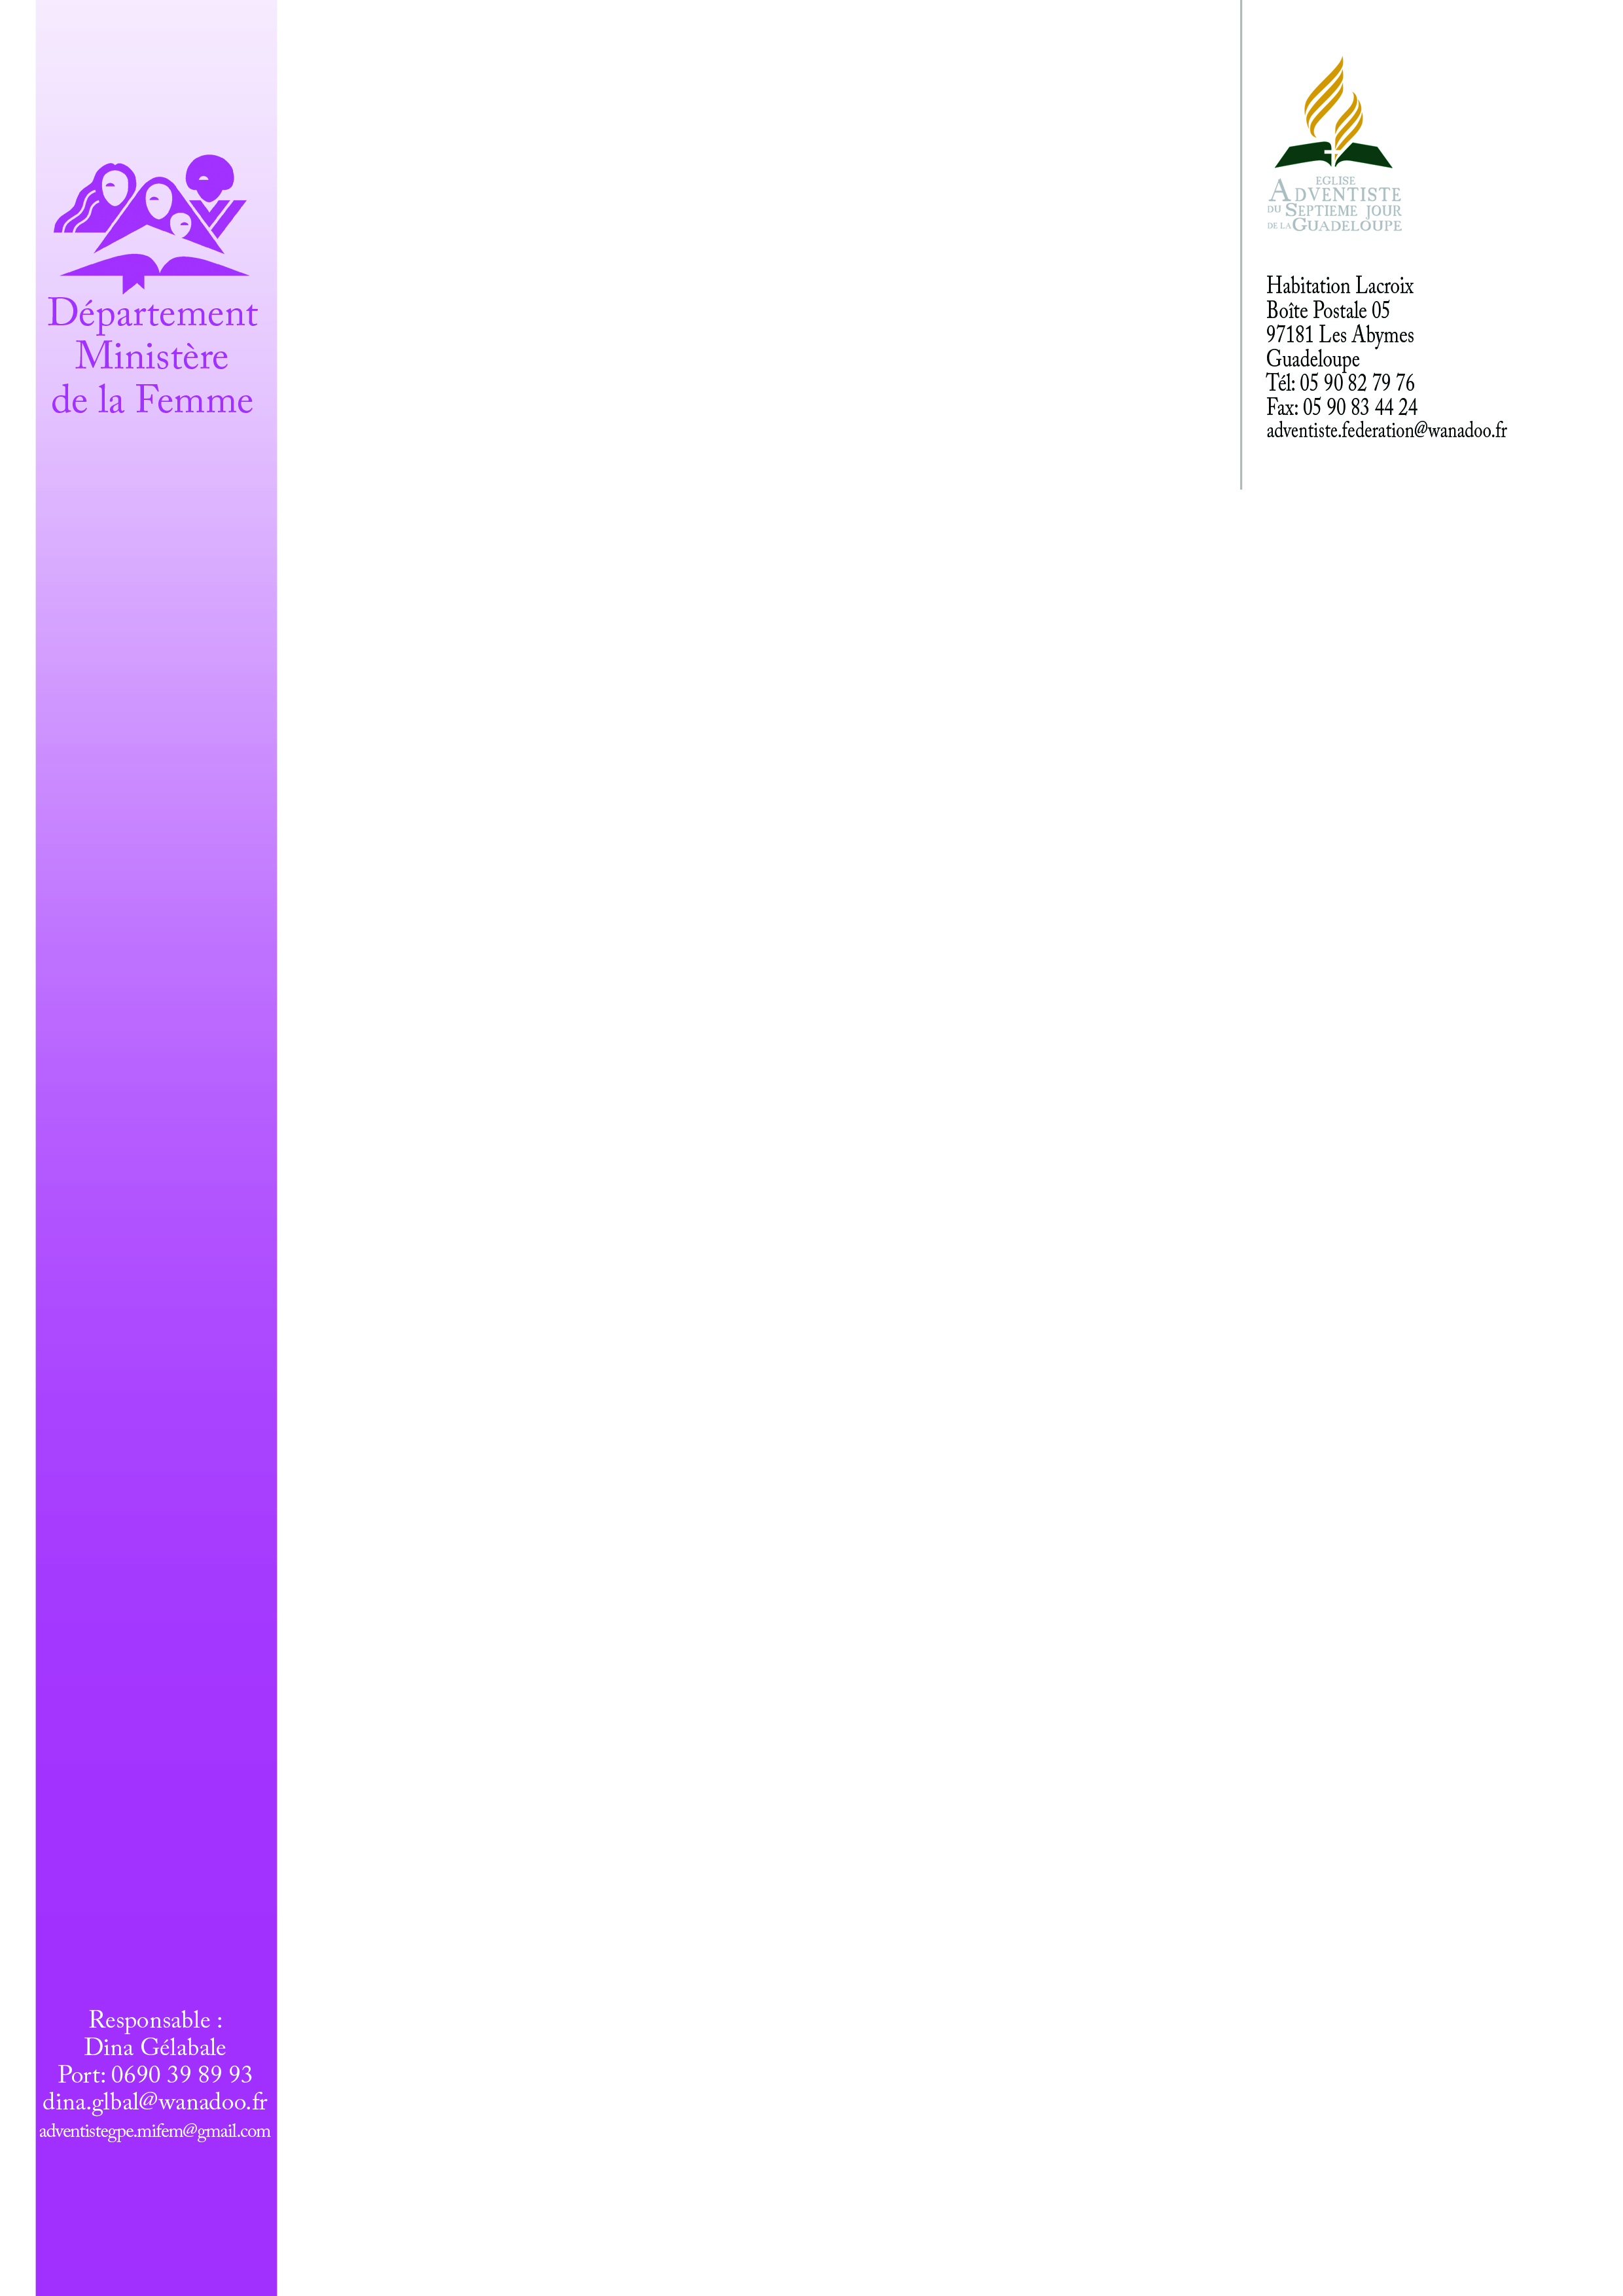 Département
Ministère
de la Femme
EGLISE
ADVENTISTE
DU SEPTIEME JOUR
DE LA GUADELOUPE
Habitation Lacroix
Boîte Postale 05
97181 Les Abymes
Guadeloupe
Tél: 05 90 82 79 76
Fax: 05 90 83 44 24
adventiste.federation@wanadoo.fr
Responsable :
Dina Gélabale
Port: 0690 39 89 93
dina.glbal@wanadoo.fr
adventistegpe.mifem@gmail.com